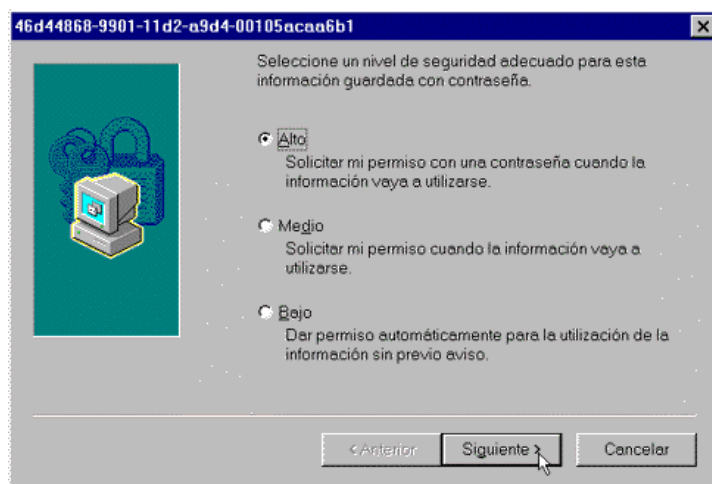 46d44868-9901-11d2-a9d4-00105acaa6b1
Seleccione un nivel de seguridad adecuado para esta
información guardada con contraseña.
Alto
Solicitar mi permiso con una contraseña cuando la
información vaya a utilizarse.
Medio
Solicitar mi permiso cuando la información vaya a
utilizarse.
Bajo
Dar permiso automáticamente para la utilización de la
información sin previo aviso.
< Anterior Siguiente > Cancelar